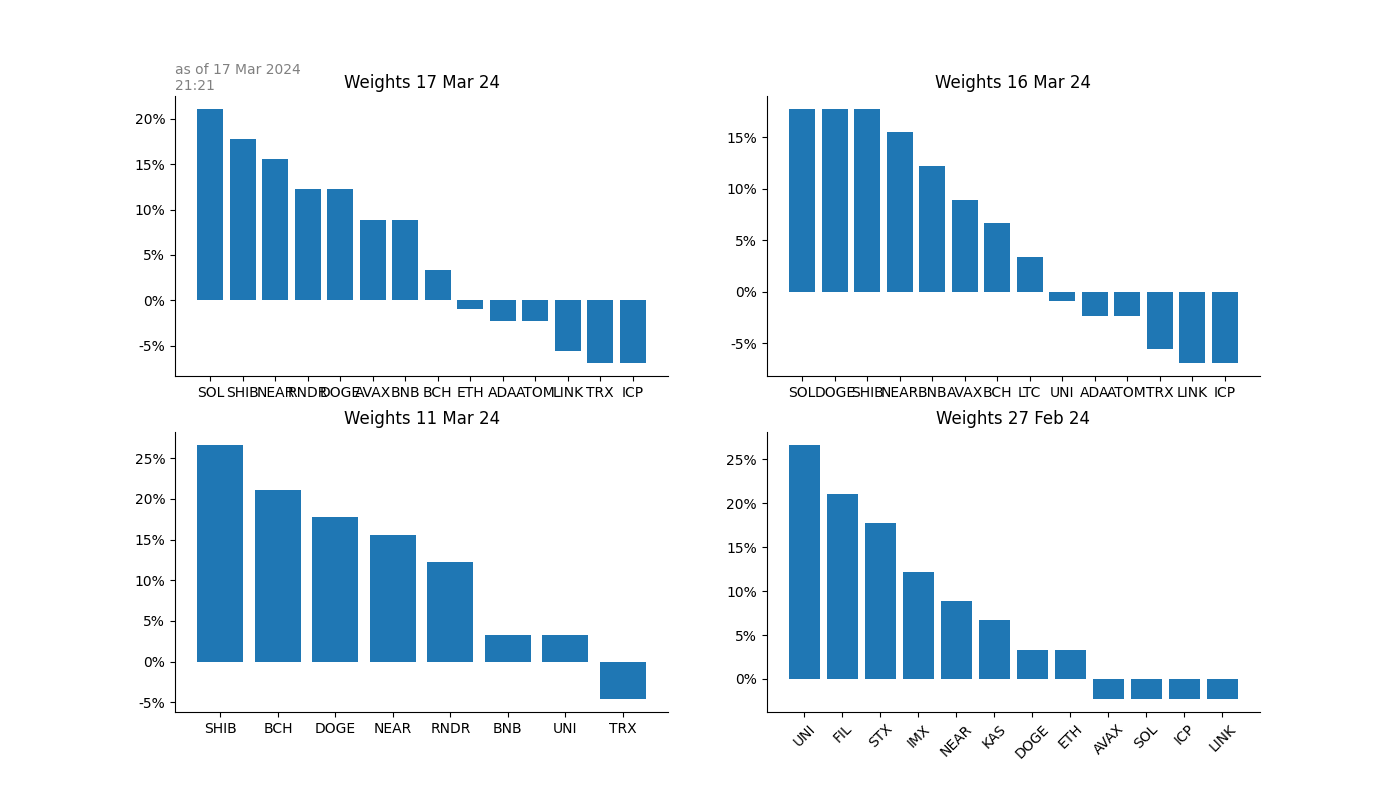 as of 17 Mar 2024
21:21
Weights 17 Mar 24
20%
15%
10%
5%
0%
-5%
SOL SHIB NEAR RNDR DOGE AVAX BNB BCH ETH ADA ATOM LINK TRX ICP
Weights 16 Mar 24
15%
10%
5%
0%
-5%
SOL DOGE SHIB NEAR BNB AVAX BCH LTC UNI ADA ATOM TRX LINK ICP
Weights 11 Mar 24
25%
20%
15%
10%
5%
0%
-5%
SHIB BCH DOGE NEAR RNDR BNB UNI TRX
Weights 27 Feb 24
25%
20%
15%
10%
5%
0%
UNI FIL STX IMX NEAR KAS DOGE ETH AVAX SOL ICP LINK